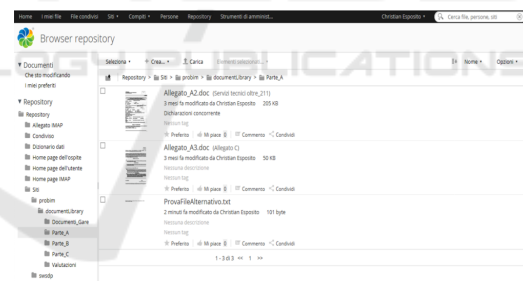 Home I miei file File condivisi Siti Compiti Persone Repository Strumenti di amminist... Christian Esposito Cerca file, persone, siti
Browser repository
Documenti
Che sto modificando
I miei preferiti
Repository
Repository
Allegato IMAP
Condiviso
Dizionario dati
Home page dell'ospite
Home page dell'utente
Home page IMAP
Siti
probim
documentLibrary
Documenti_Gare
Parte_A
Parte_B
Parte_C
Valutazioni
swsdp
Seleziona Crea... Carica Elementi selezionati... Nome Opzioni
Repository > Siti > probim > documentLibrary > Parte_A
Allegato_A2.doc (Servizi tecnici oltre_211)
3 mesi fa modificato da Christian Esposito 205 KB
Dichiarazioni concorrente
Nessun tag
Preferito Mi piace 0 Commento Condividi
Allegato_A3.doc (Allegato C)
3 mesi fa modificato da Christian Esposito 50 KB
Nessuna descrizione
Nessun tag
Preferito Mi piace 0 Commento Condividi
ProvaFileAlternativo.txt
2 minuti fa modificato da Christian Esposito 101 byte
Nessuna descrizione
Nessun tag
Preferito Mi piace 0 Commento Condividi
1 - 3 di 3 << 1 >>